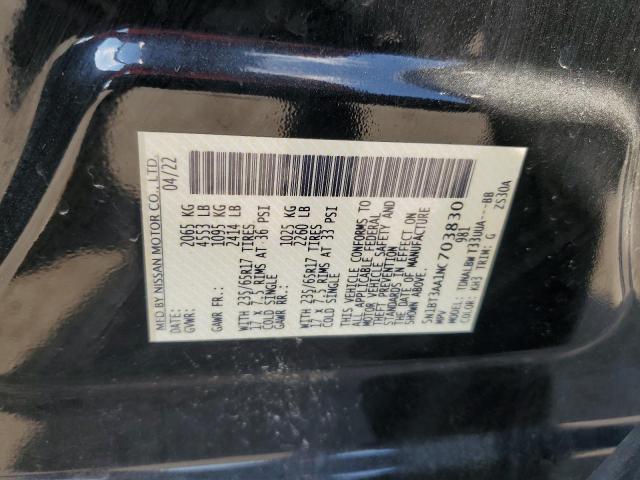 MFD BY NISSAN MOTOR CO., LTD.
04/22
GVWR: 2065 KG
4553 LB
GAWR FR.: 1095 KG
2414 LB
WITH 235/65R17 TIRES
17 X 7.5 RIMS AT 36 PSI
COLD SINGLE
GAWR RR.: 1025 KG
2260 LB
WITH 235/65R17 TIRES
17 X 7.5 RIMS AT 33 PSI
COLD SINGLE
THIS VEHICLE CONFORMS TO
ALL APPLICABLE FEDERAL
MOTOR VEHICLE SAFETY AND
THEFT PREVENTION
STANDARDS IN EFFECT ON
THE DATE OF MANUFACTURE
SHOWN ABOVE.
5N1BT3AA1NC703830
MPV 981
MODEL: TDNALBWT33UUA----BB
COLOR: KH3 TRIM: G ZS30A